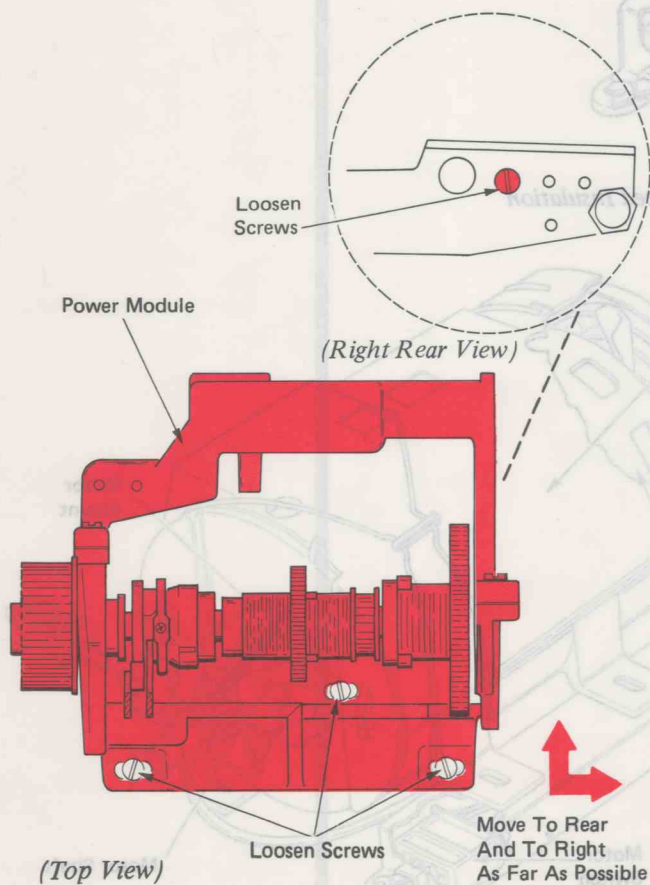 Loosen
Screws
Power Module
(Right Rear View)
Loosen Screws
Move To Rear
And To Right
As Far As Possible
(Top View)